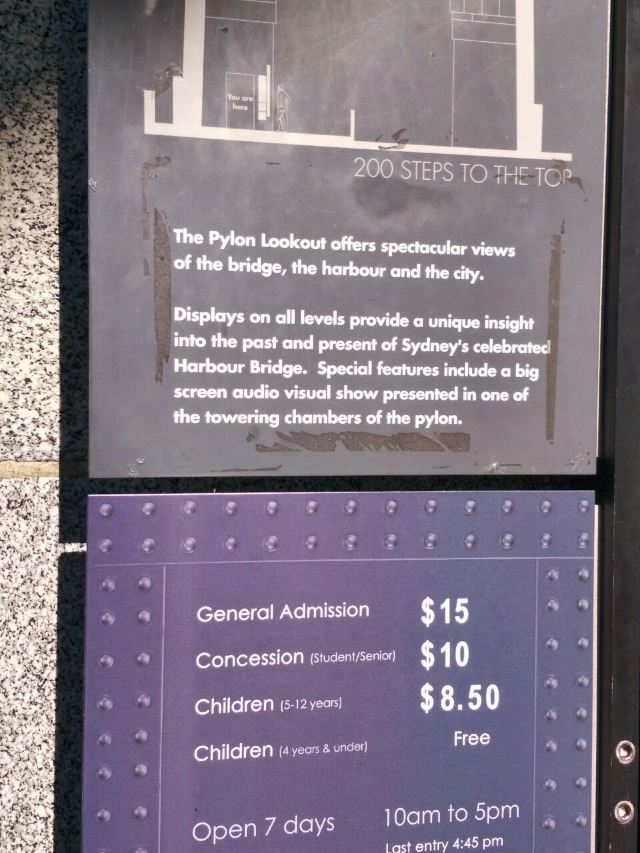 You are
here
200 STEPS TO THE TOP
The Pylon Lookout offers spectacular views
of the bridge, the harbour and the city.
Displays on all levels provide a unique insight
into the past and present of Sydney's celebrated
Harbour Bridge. Special features include a big
screen audio visual show presented in one of
the towering chambers of the pylon.
General Admission $15
Concession (Student/Senior) $10
Children (5-12 years) $8.50
Children (4 years & under) Free
Open 7 days 10am to 5pm
Last entry 4:45 pm